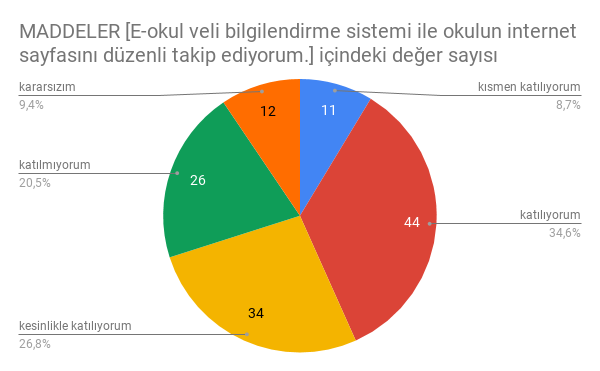 MADDELER [E-okul veli bilgilendirme sistemi ile okulun internet
sayfasını düzenli takip ediyorum.] içindeki değer sayısı
kararsızım
9,4%
kısmen katılıyorum
8,7%
12
11
katılmıyorum
20,5%
26
44
katılıyorum
34,6%
34
kesinlikle katılıyorum
26,8%